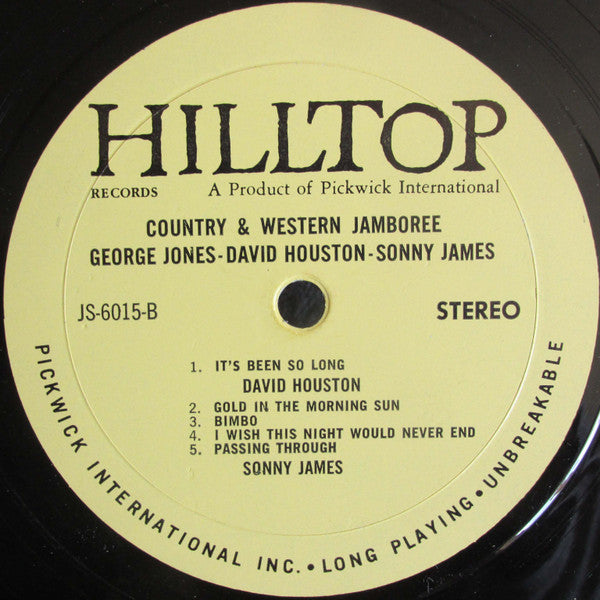 HILLTOP
RECORDS A Product of Pickwick International
COUNTRY & WESTERN JAMBOREE
GEORGE JONES-DAVID HOUSTON-SONNY JAMES
JS-6015-B STEREO
1. IT'S BEEN SO LONG
DAVID HOUSTON
2. GOLD IN THE MORNING SUN
3. BIMBO
4. I WISH THIS NIGHT WOULD NEVER END
5. PASSING THROUGH
SONNY JAMES
PICKWICK INTERNATIONAL INC. • LONG PLAYING • UNBREAKABLE